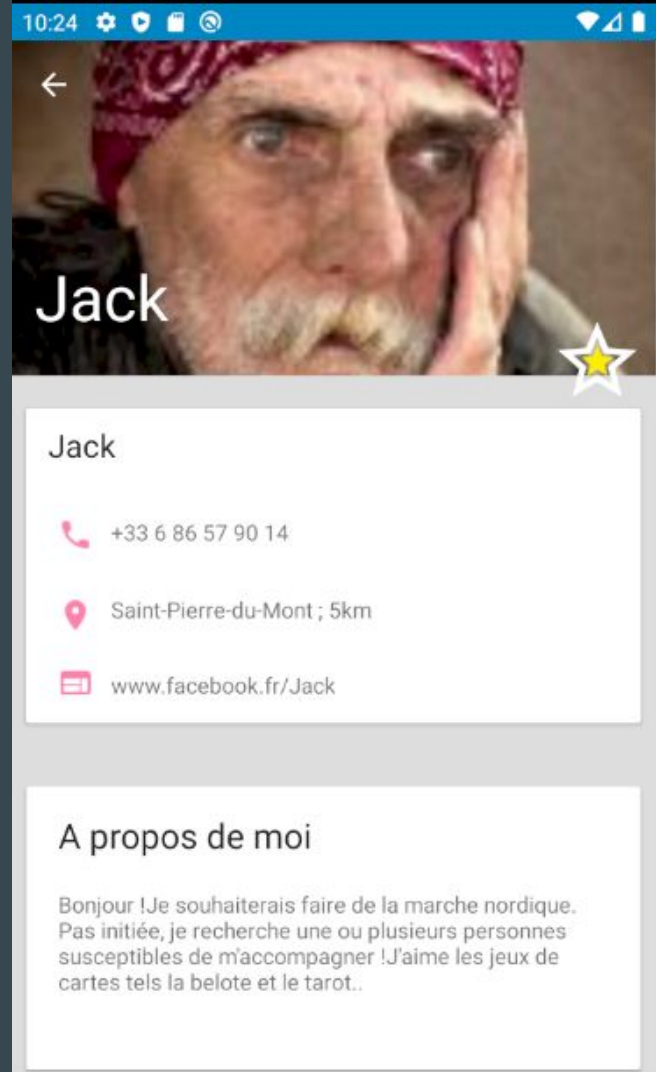 10:24
Jack
Jack
+33 6 86 57 90 14
Saint-Pierre-du-Mont ; 5km
www.facebook.fr/Jack
A propos de moi
Bonjour !Je souhaiterais faire de la marche nordique.
Pas initiée, je recherche une ou plusieurs personnes
susceptibles de m'accompagner !J'aime les jeux de
cartes tels la belote et le tarot..